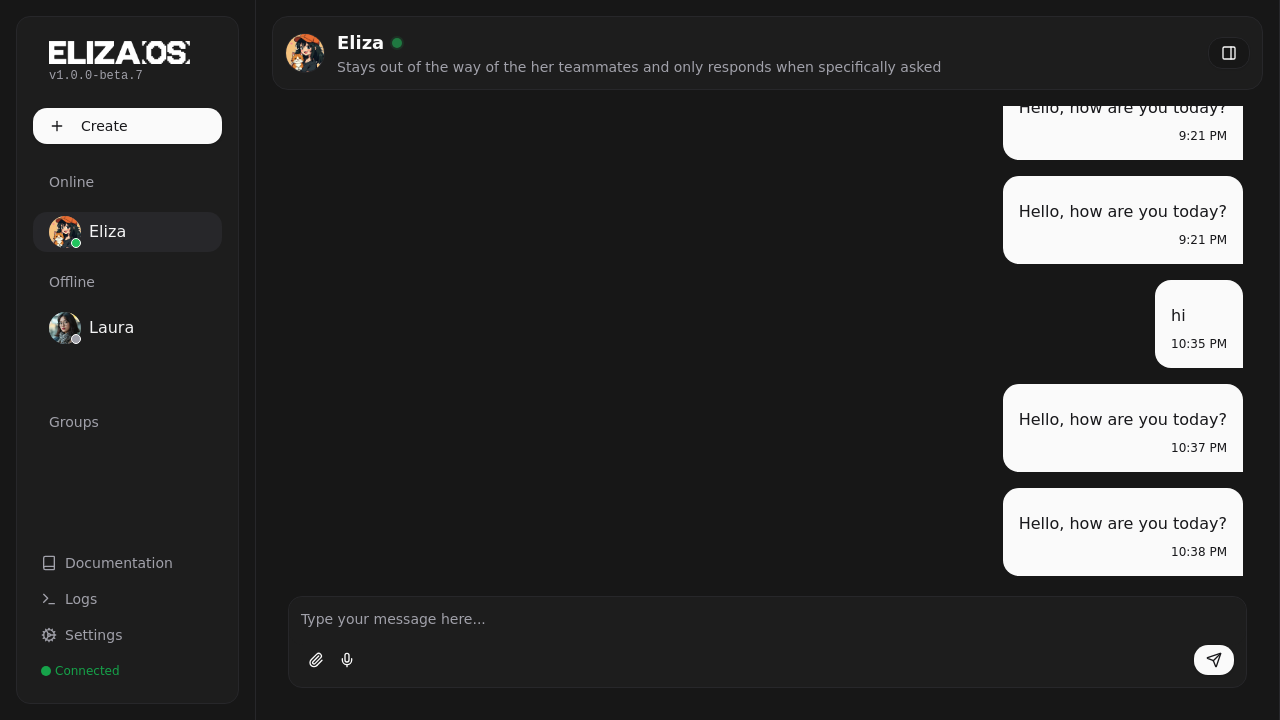 ELIZA OS
v1.0.0-beta.7
Create
Online
Eliza
Offline
Laura
Groups
Documentation
Logs
Settings
Connected
Eliza
Stays out of the way of the her teammates and only responds when specifically asked
Hello, how are you today?
9:21 PM
Hello, how are you today?
9:21 PM
hi
10:35 PM
Hello, how are you today?
10:37 PM
Hello, how are you today?
10:38 PM
Type your message here...